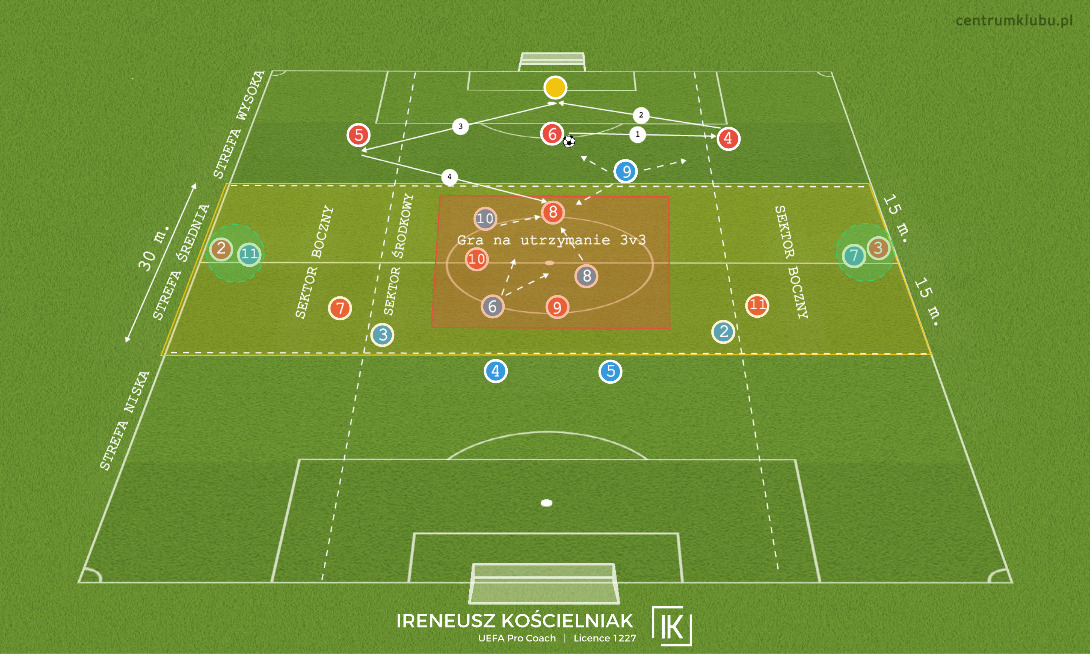 centrumklubu.pl
STREFA WYSOKA
2
3
1
5
6
4
4
9
30 m.
STREFA ŚREDNIA
SEKTOR BOCZNY
SEKTOR ŚRODKOWY
10
8
SEKTOR BOCZNY
15 m.
Gra na utrzymanie 3v3
2
11
10
8
7
3
7
6
9
11
15 m.
3
2
4
5
STREFA NISKA
IRENEUSZ KOŚCIELNIAK
UEFA Pro Coach | Licence 1227
IK